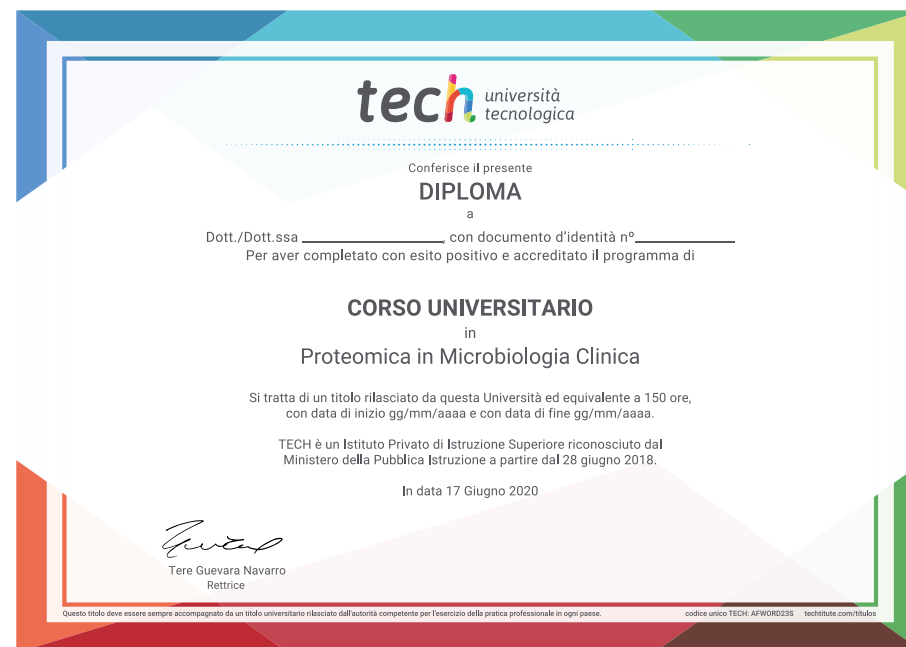 tech università
tecnologica
Conferisce il presente
DIPLOMA
a
Dott./Dott.ssa ____________________, con documento d'identità nº______________
Per aver completato con esito positivo e accreditato il programma di
CORSO UNIVERSITARIO
in
Proteomica in Microbiologia Clinica
Si tratta di un titolo rilasciato da questa Università ed equivalente a 150 ore,
con data di inizio gg/mm/aaaa e con data di fine gg/mm/aaaa.
TECH è un Istituto Privato di Istruzione Superiore riconosciuto dal
Ministero della Pubblica Istruzione a partire dal 28 giugno 2018.
In data 17 Giugno 2020
Tere Guevara Navarro
Rettrice
Questo titolo deve essere sempre accompagnato da un titolo universitario rilasciato dall'autorità competente per l'esercizio della pratica professionale in ogni paese. codice unico TECH: AFWORD23S techtitute.com/títulos